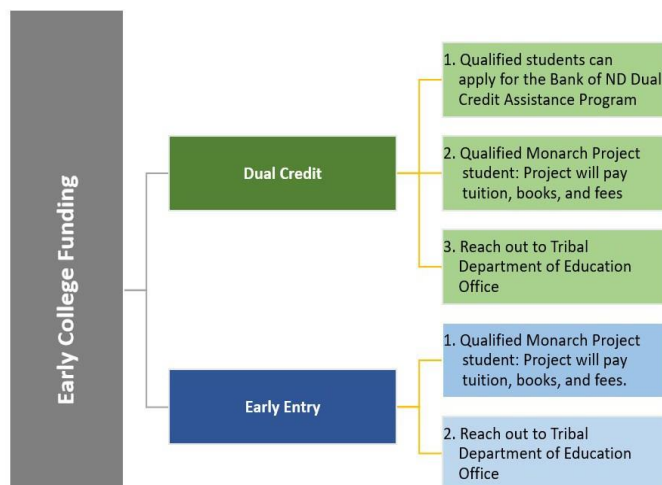 Early College Funding
Dual Credit
1. Qualified students can
apply for the Bank of ND Dual
Credit Assistance Program
2. Qualified Monarch Project
student: Project will pay
tuition, books, and fees
3. Reach out to Tribal
Department of Education
Office
Early Entry
1. Qualified Monarch Project
student: Project will pay
tuition, books, and fees.
2. Reach out to Tribal
Department of Education
Office